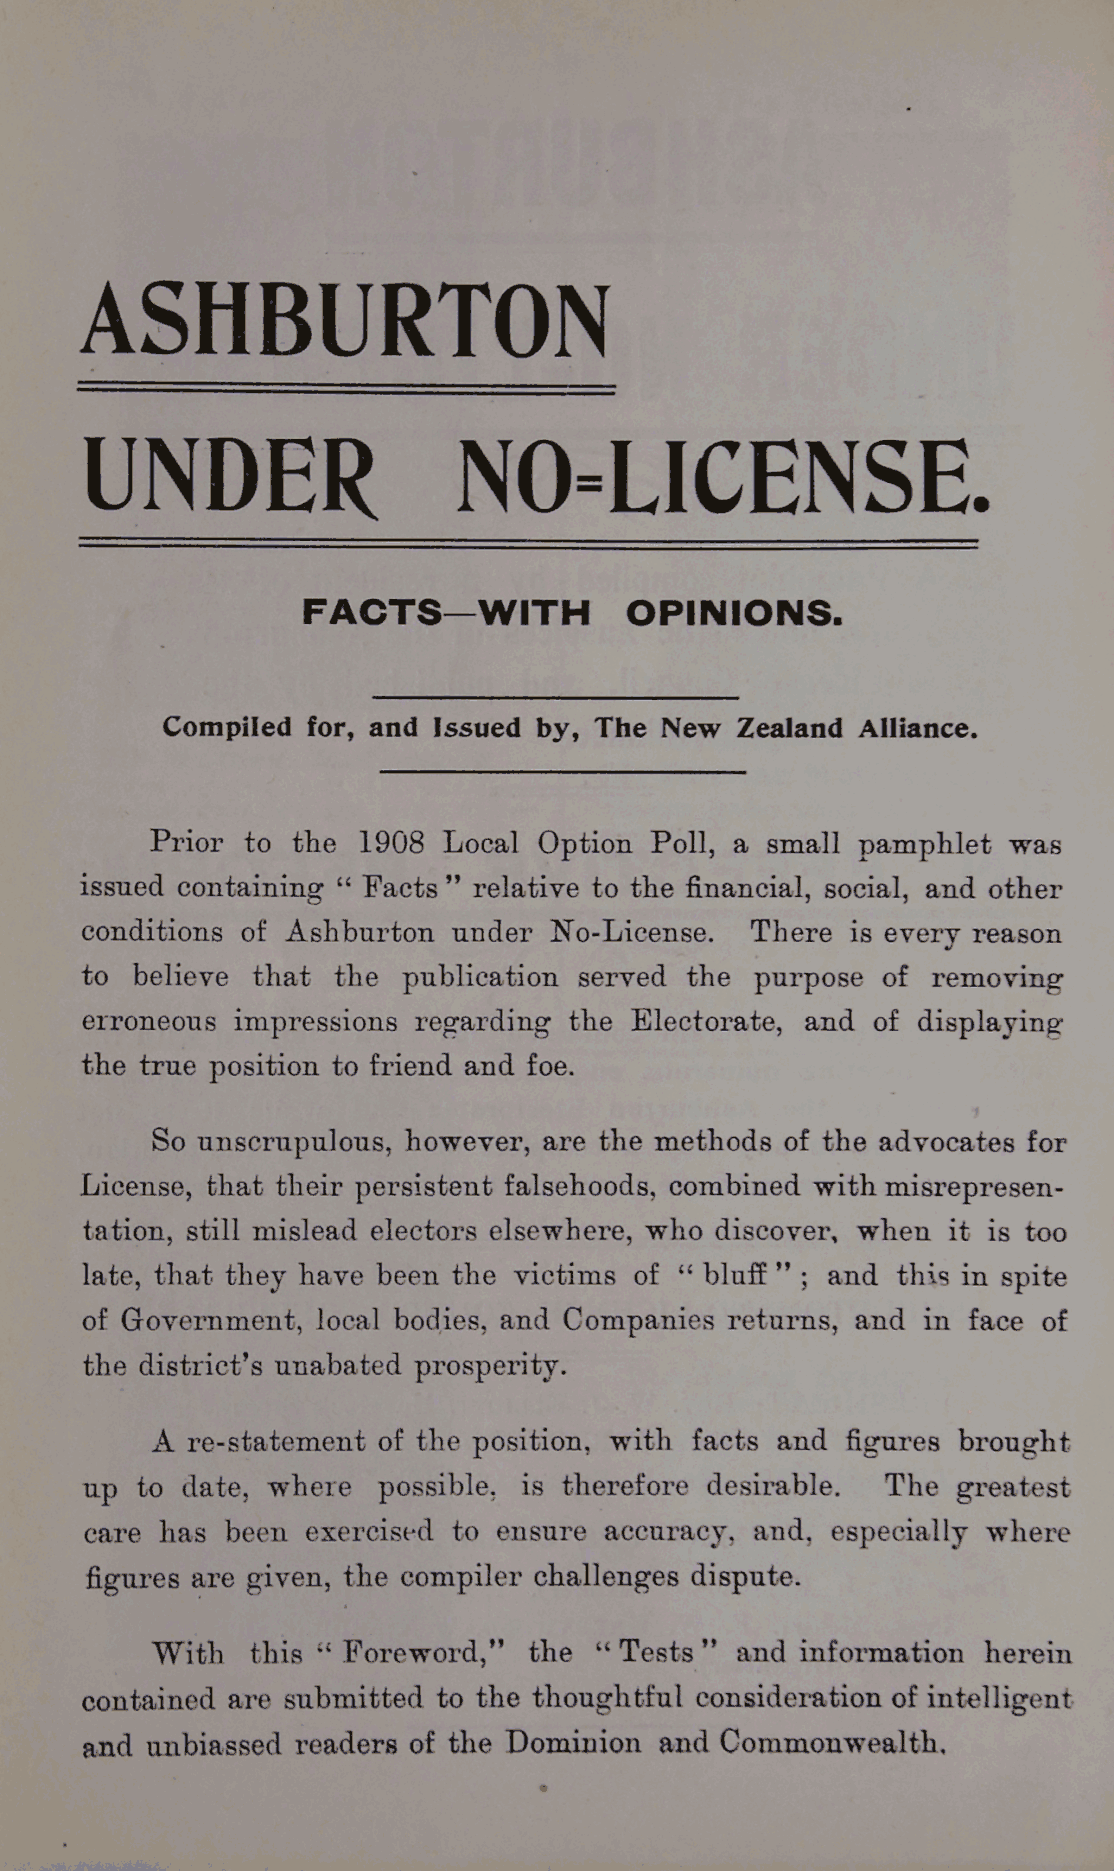 ASHBURTON
UNDER NO=LICENSE.
FACTS—WITH OPINIONS.
Compiled for, and Issued by, The New Zealand Alliance.
Prior to the 1908 Local Option Poll, a small pamphlet was
issued containing “ Facts ” relative to the financial, social, and other
conditions of Ashburton under No-License. There is every reason
to believe that the publication served the purpose of removing
erroneous impressions regarding the Electorate, and of displaying
the true position to friend and foe.
So unscrupulous, however, are the methods of the advocates for
License, that their persistent falsehoods, combined with misrepresen-
tation, still mislead electors elsewhere, who discover, when it is too
late, that they have been the victims of “ bluff ” ; and this in spite
of Government, local bodies, and Companies returns, and in face of
the district’s unabated prosperity.
A re-statement of the position, with facts and figures brought
up to date, where possible, is therefore desirable. The greatest
care has been exercised to ensure accuracy, and, especially where
figures are given, the compiler challenges dispute.
With this “ Foreword,” the “ Tests ” and information herein
contained are submitted to the thoughtful consideration of intelligent
and unbiassed readers of the Dominion and Commonwealth.